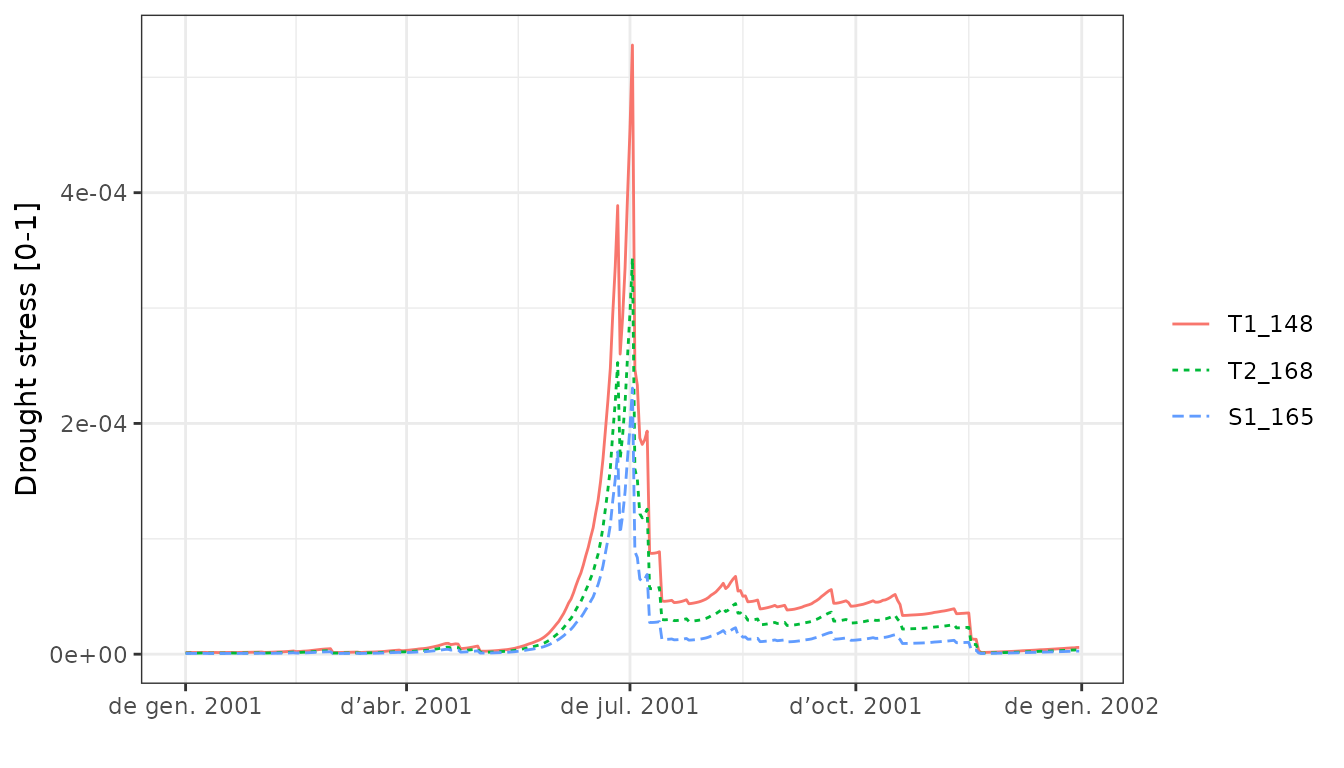 Drought stress [0-1]
4e-04
2e-04
0e+00
de gen. 2001
d’abr. 2001
de jul. 2001
d’oct. 2001
de gen. 2002
T1_148
T2_168
S1_165